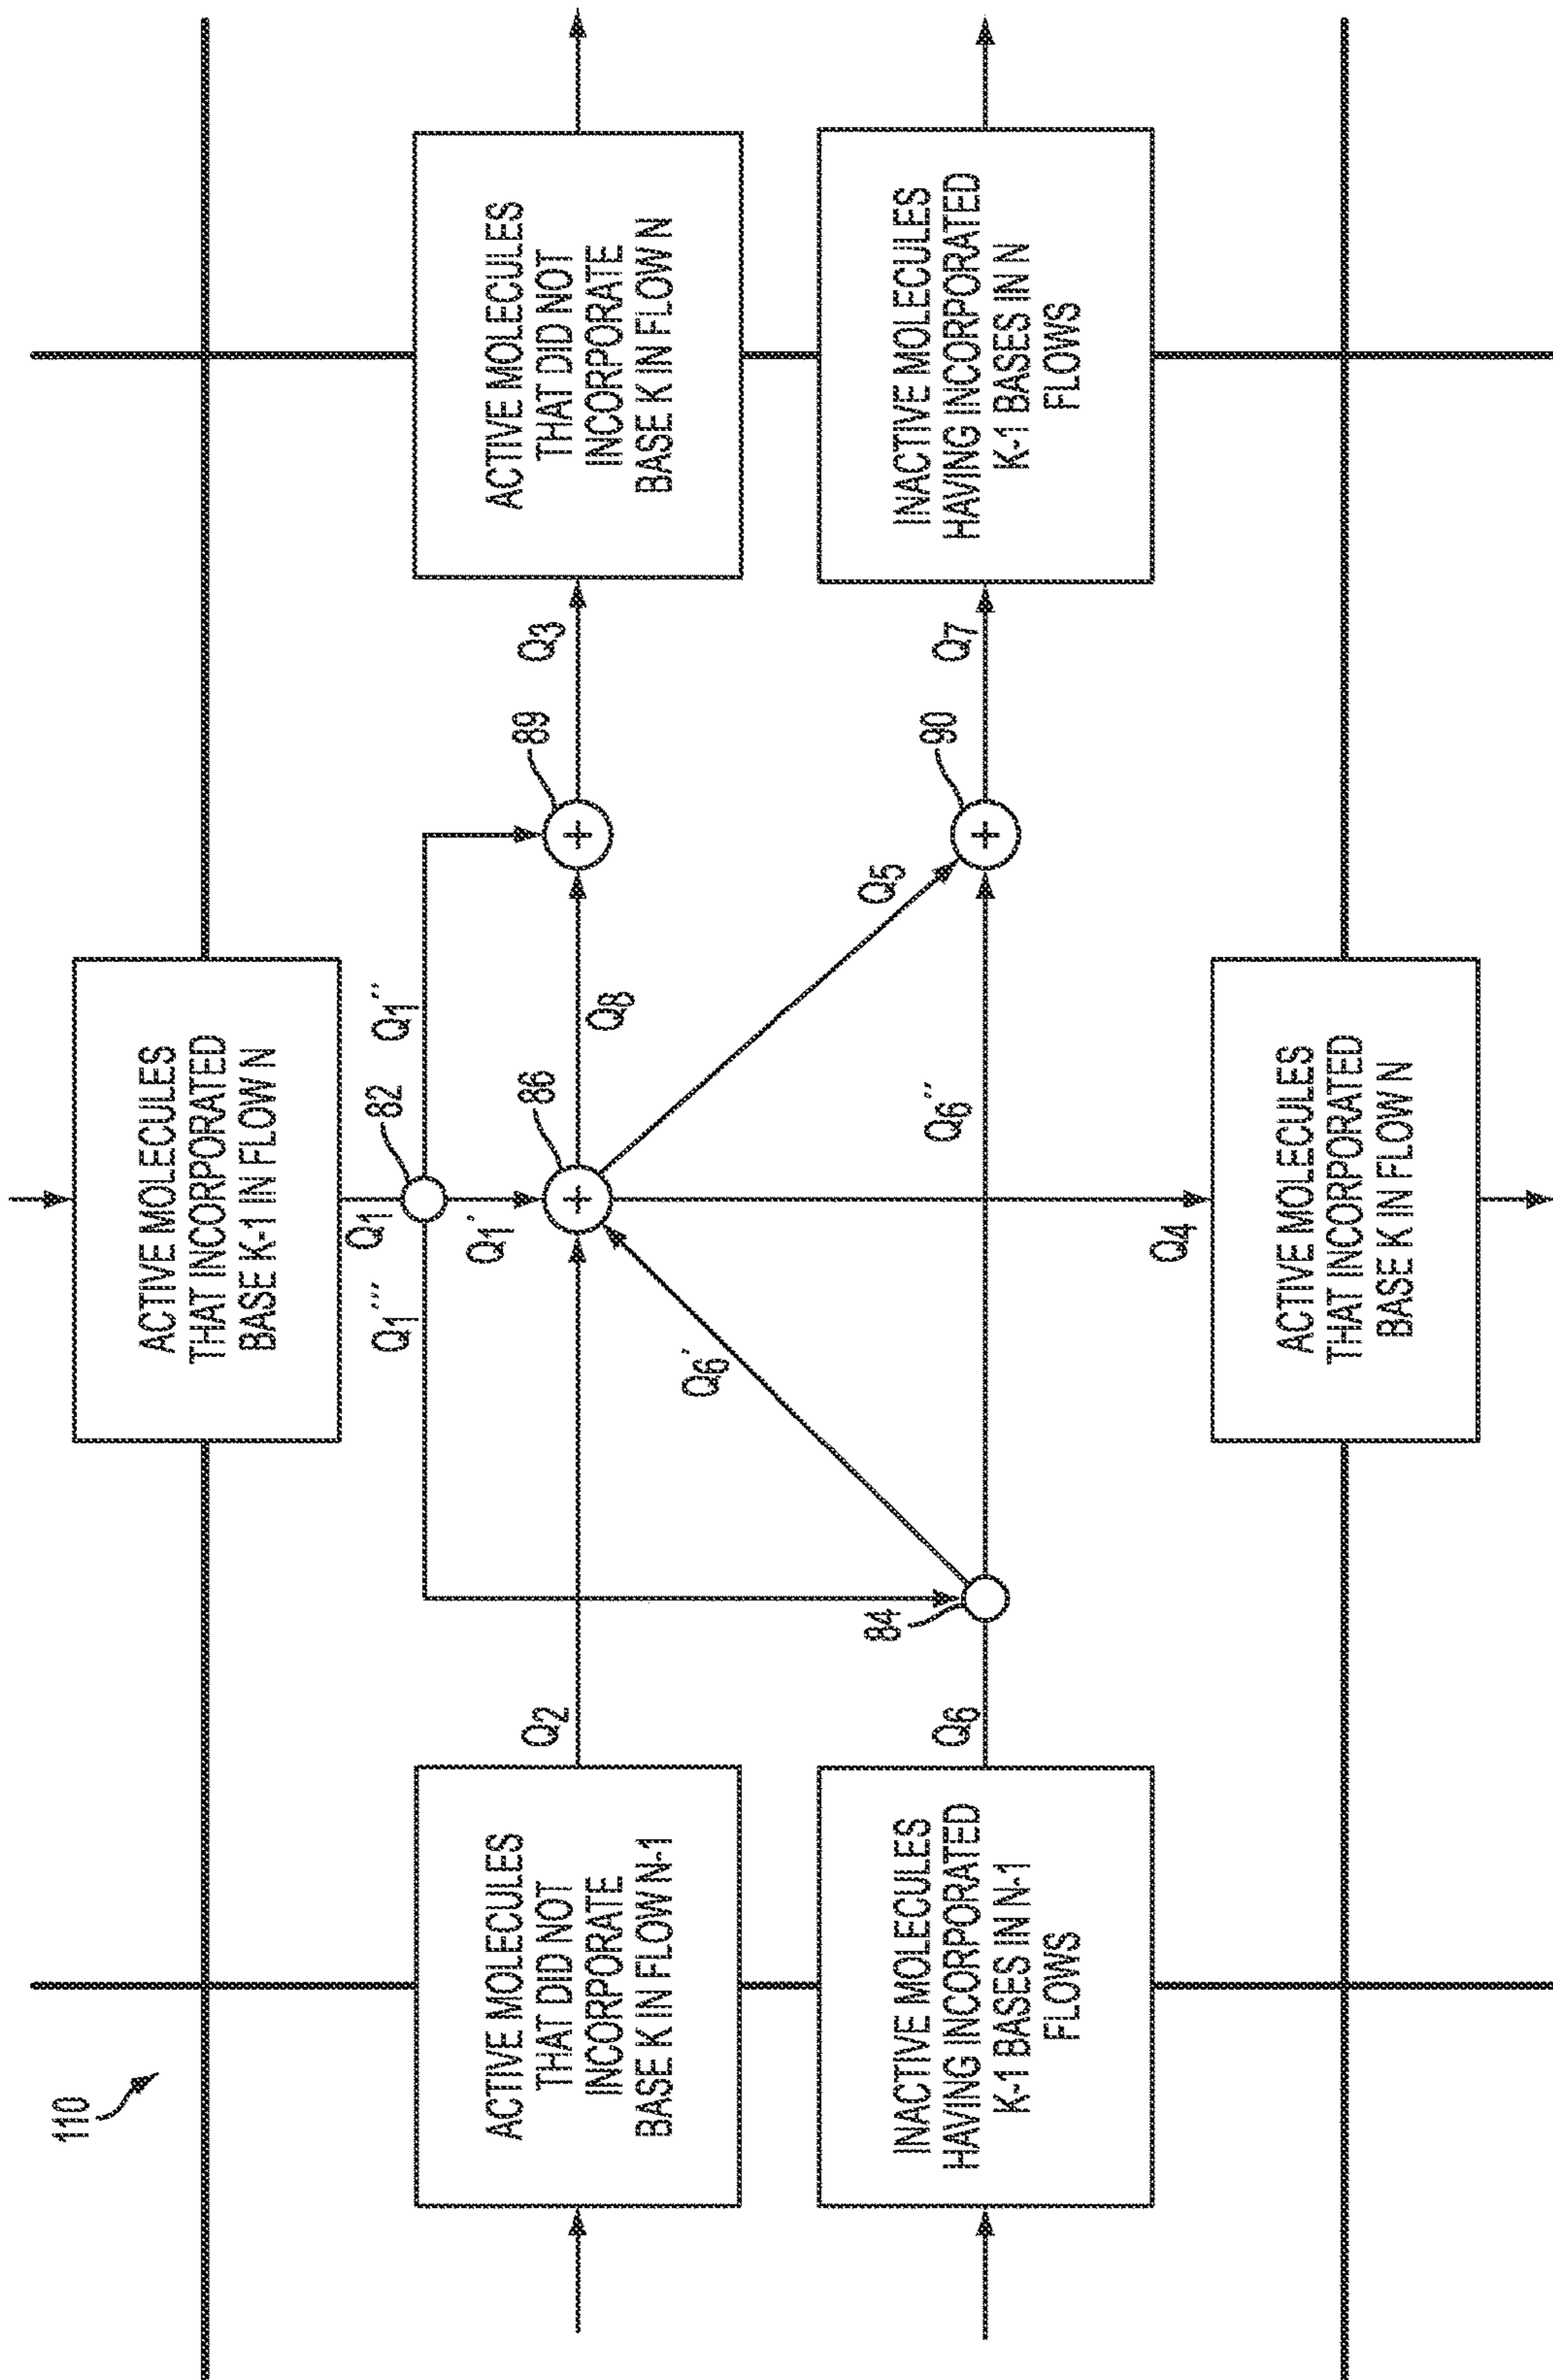 110
ACTIVE MOLECULES
THAT INCORPORATED
BASE K-1 IN FLOW N
Q1
82
Q1'''
Q1''
Q1'
ACTIVE MOLECULES
THAT DID NOT
INCORPORATE
BASE K IN FLOW N-1
Q2
86
Q8
89
Q3
ACTIVE MOLECULES
THAT DID NOT
INCORPORATE
BASE K IN FLOW N
Q6'
Q5
INACTIVE MOLECULES
HAVING INCORPORATED
K-1 BASES IN N-1
FLOWS
Q6
84
Q6''
90
Q7
INACTIVE MOLECULES
HAVING INCORPORATED
K-1 BASES IN N
FLOWS
Q4
ACTIVE MOLECULES
THAT INCORPORATED
BASE K IN FLOW N